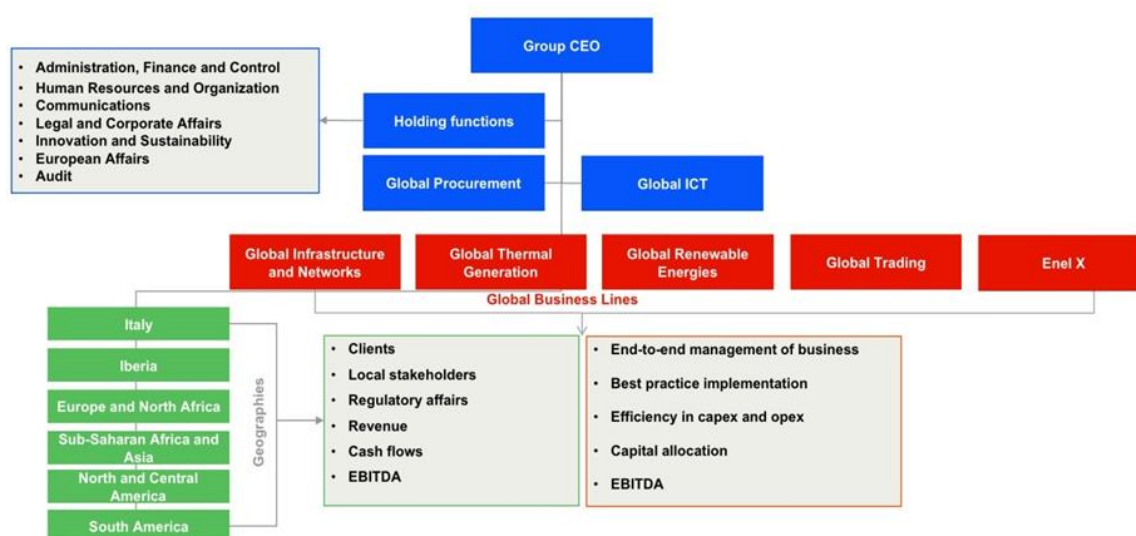 Group CEO
• Administration, Finance and Control
• Human Resources and Organization
• Communications
• Legal and Corporate Affairs
• Innovation and Sustainability
• European Affairs
• Audit
Holding functions
Global Procurement
Global ICT
Global Infrastructure
and Networks
Global Thermal
Generation
Global Renewable
Energies
Global Trading
Enel X
Global Business Lines
Italy
Iberia
Europe and North Africa
Sub-Saharan Africa and
Asia
North and Central
America
South America
Geographies
• Clients
• Local stakeholders
• Regulatory affairs
• Revenue
• Cash flows
• EBITDA
• End-to-end management of business
• Best practice implementation
• Efficiency in capex and opex
• Capital allocation
• EBITDA